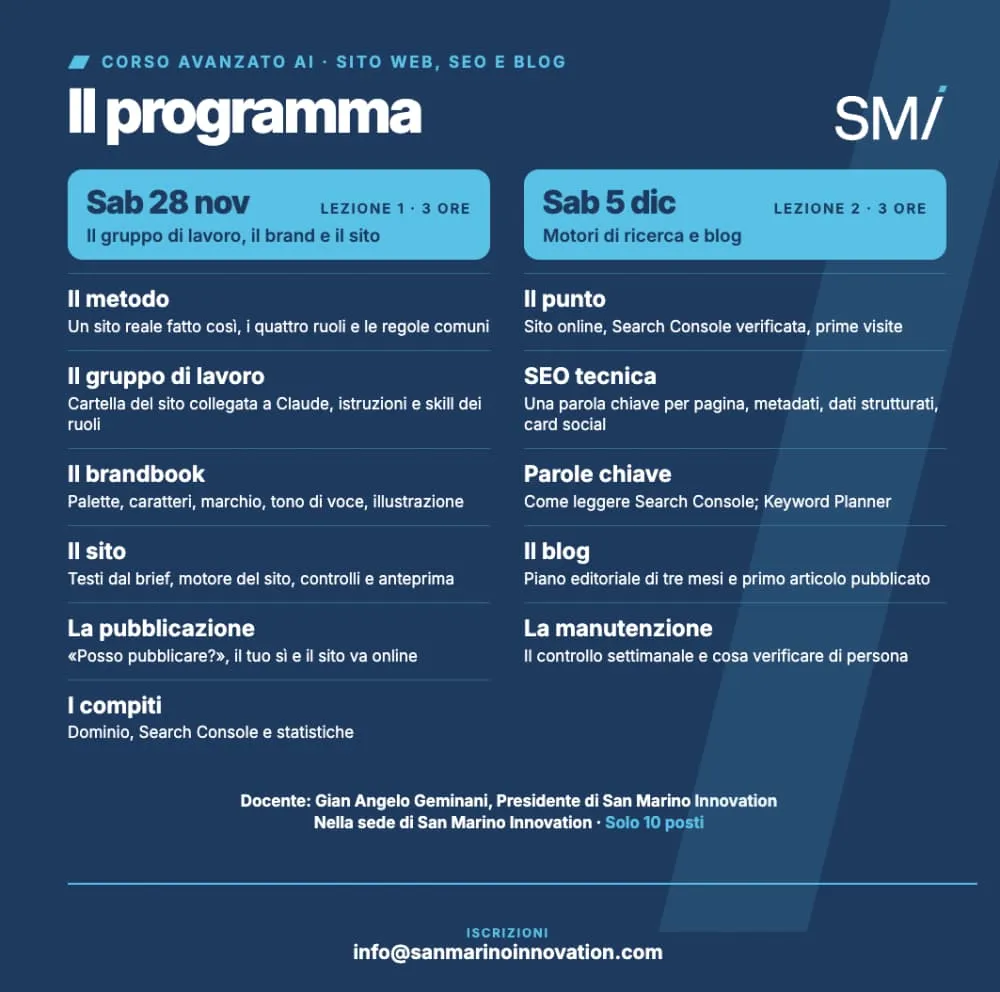 CORSO AVANZATO AI · SITO WEB, SEO E BLOG
Il programma
SMI
Sab 28 nov
LEZIONE 1 · 3 ORE
Il gruppo di lavoro, il brand e il sito
Il metodo
Un sito reale fatto così, i quattro ruoli e le regole comuni
Il gruppo di lavoro
Cartella del sito collegata a Claude, istruzioni e skill dei
ruoli
Il brandbook
Palette, caratteri, marchio, tono di voce, illustrazione
Il sito
Testi dal brief, motore del sito, controlli e anteprima
La pubblicazione
«Posso pubblicare?», il tuo sì e il sito va online
I compiti
Dominio, Search Console e statistiche
Sab 5 dic
LEZIONE 2 · 3 ORE
Motori di ricerca e blog
Il punto
Sito online, Search Console verificata, prime visite
SEO tecnica
Una parola chiave per pagina, metadati, dati strutturati,
card social
Parole chiave
Come leggere Search Console; Keyword Planner
Il blog
Piano editoriale di tre mesi e primo articolo pubblicato
La manutenzione
Il controllo settimanale e cosa verificare di persona
Docente: Gian Angelo Geminani, Presidente di San Marino Innovation
Nella sede di San Marino Innovation · Solo 10 posti
ISCRIZIONI
info@sanmarinoinnovation.com